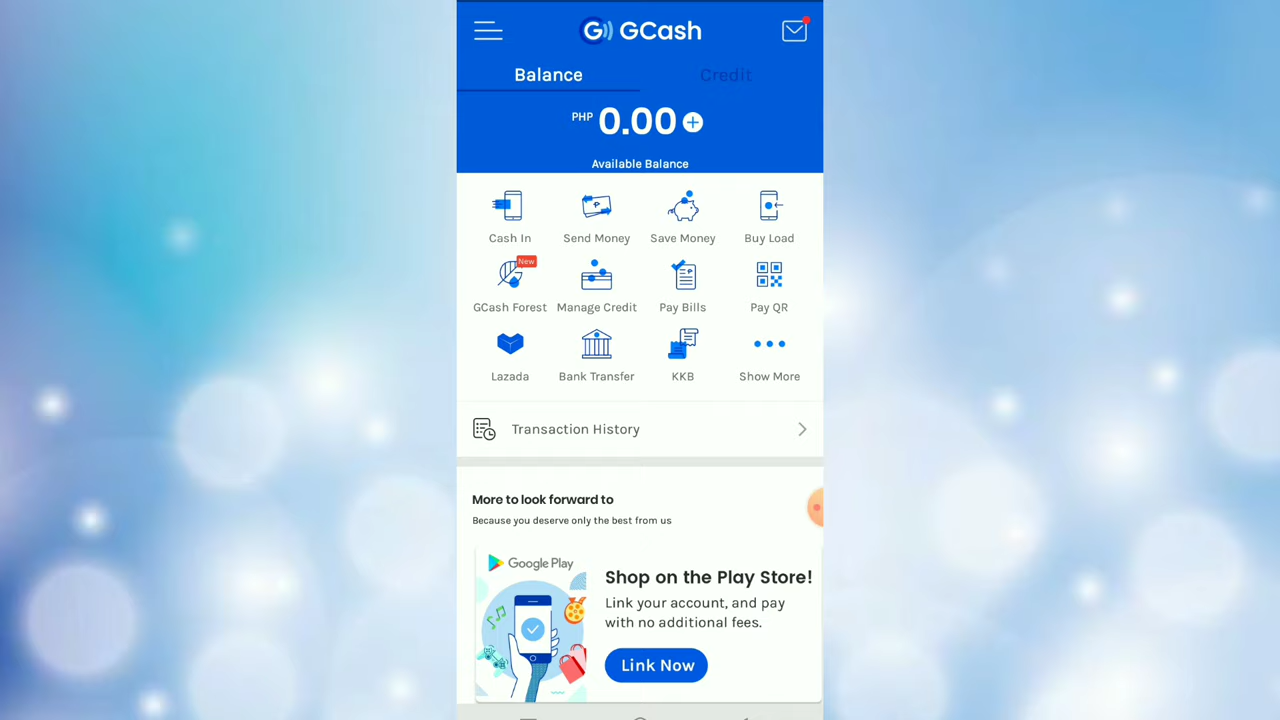 G GCash
Balance Credit
PHP 0.00
Available Balance
Cash In Send Money Save Money Buy Load
New
GCash Forest Manage Credit Pay Bills Pay QR
Lazada Bank Transfer KKB Show More
Transaction History
More to look forward to
Because you deserve only the best from us
Google Play
Shop on the Play Store!
Link your account, and pay
with no additional fees.
Link Now